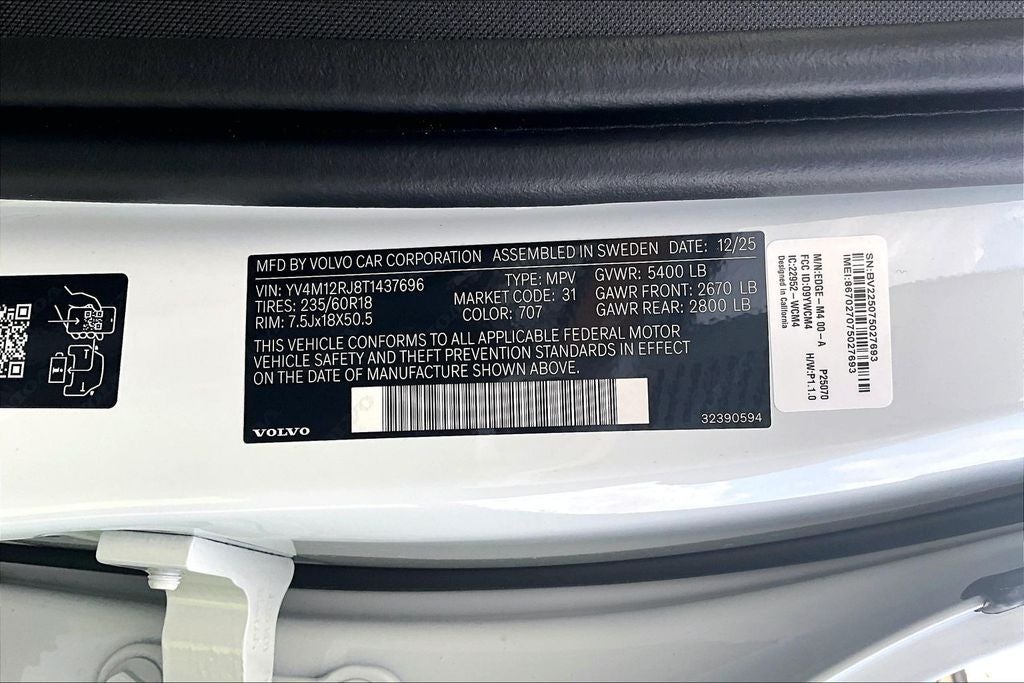 MFD BY VOLVO CAR CORPORATION ASSEMBLED IN SWEDEN DATE: 12/25
VIN: YV4M12RJ8T1437696 TYPE: MPV GVWR: 5400 LB
TIRES: 235/60R18 MARKET CODE: 31 GAWR FRONT: 2670 LB
RIM: 7.5Jx18X50.5 COLOR: 707 GAWR REAR: 2800 LB
THIS VEHICLE CONFORMS TO ALL APPLICABLE FEDERAL MOTOR
VEHICLE SAFETY AND THEFT PREVENTION STANDARDS IN EFFECT
ON THE DATE OF MANUFACTURE SHOWN ABOVE.
VOLVO
32390594
SN:BV225075027693
IMEI:867027075027693
M/N:EDGE-M4 00-A P25070
FCC ID:09YWCM4 H/W:P1.1.0
IC:22952-WCM4
Designed in California